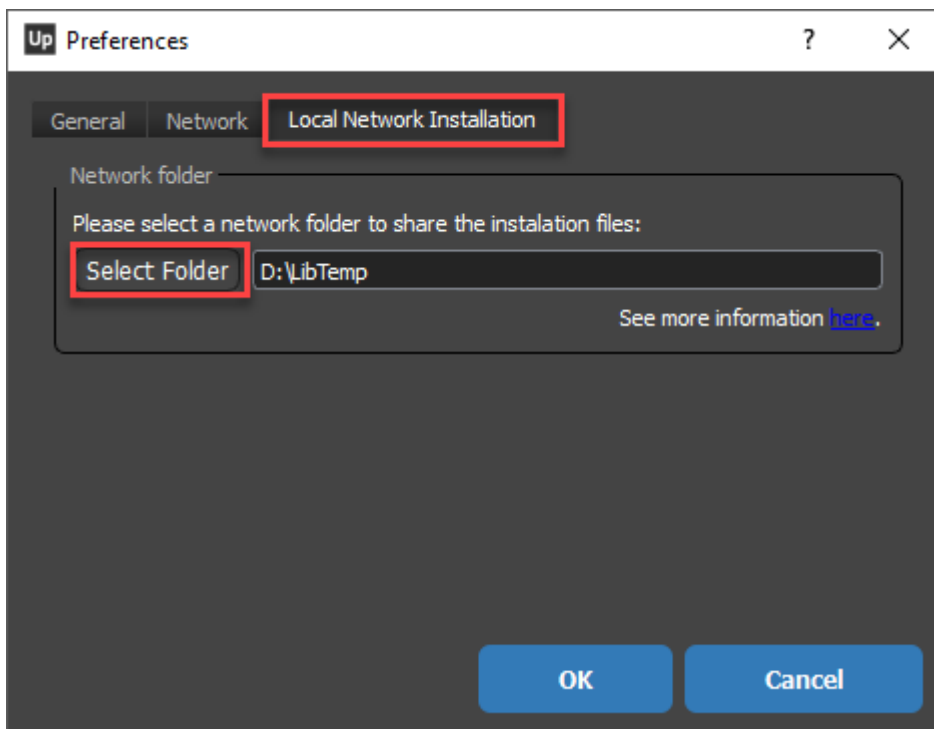 Up Preferences ?
General Network Local Network Installation
Network folder
Please select a network folder to share the instalation files:
Select Folder D:\LibTemp
See more information here.
OK Cancel